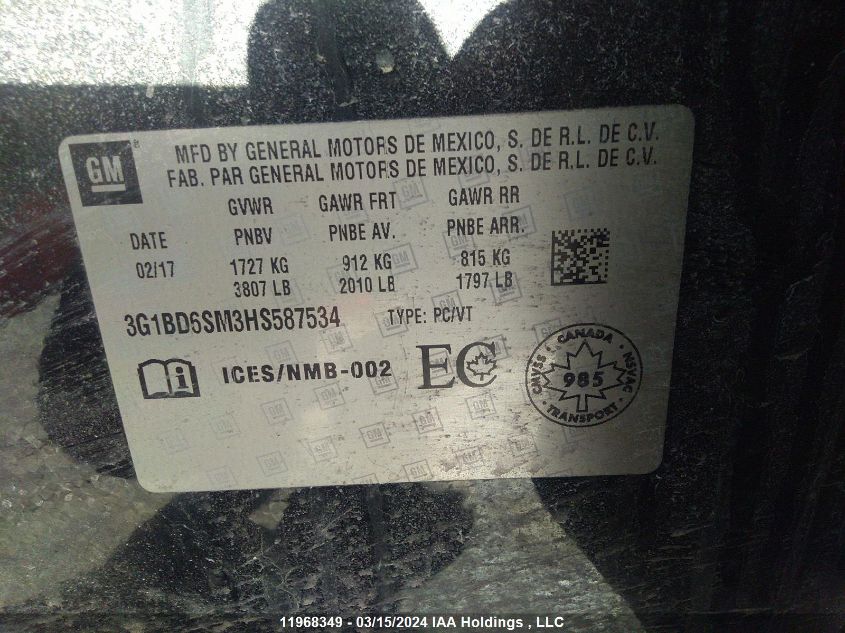 GM
MFD BY GENERAL MOTORS DE MEXICO, S. DE R.L. DE C.V.
FAB. PAR GENERAL MOTORS DE MEXICO, S. DE R.L. DE C.V.
GVWR GAWR FRT GAWR RR
DATE PNBV PNBE AV. PNBE ARR.
02/17 1727 KG 912 KG 815 KG
3807 LB 2010 LB 1797 LB
3G1BD6SM3HS587534 TYPE: PC/VT
i ICES/NMB-002 EC
CANADA
CMVSS 985 NSVAC
TRANSPORT
11968349 - 03/15/2024 IAA Holdings , LLC